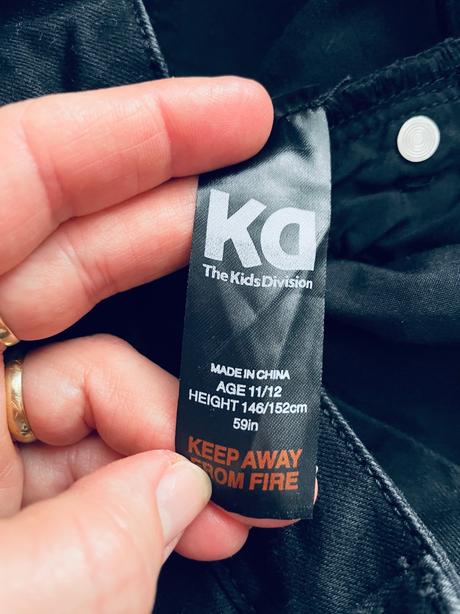 KD
The Kids Division
MADE IN CHINA
AGE 11/12
HEIGHT 146/152cm
59in
KEEP AWAY
FROM FIRE